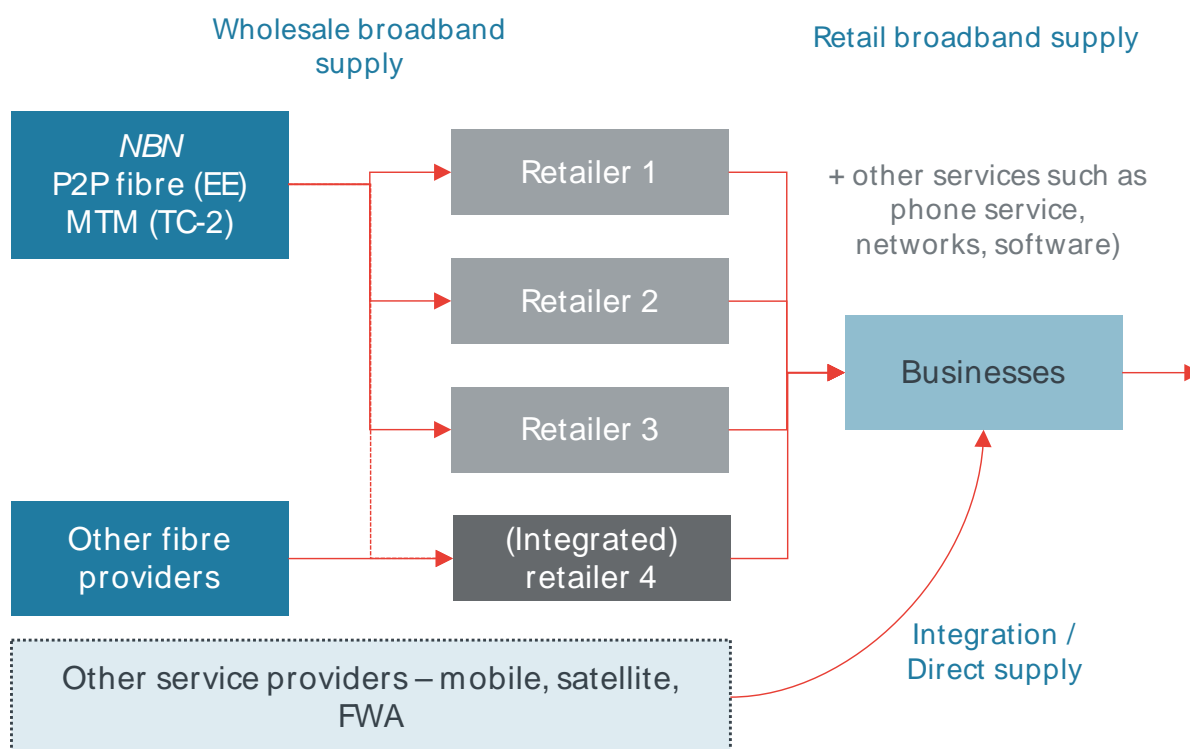 Wholesale broadband
supply
Retail broadband supply
NBN
P2P fibre (EE)
MTM (TC-2)
Retailer 1
+ other services such as
phone service,
networks, software)
Retailer 2
Businesses
Retailer 3
Other fibre
providers
(Integrated)
retailer 4
Integration /
Direct supply
Other service providers – mobile, satellite,
FWA